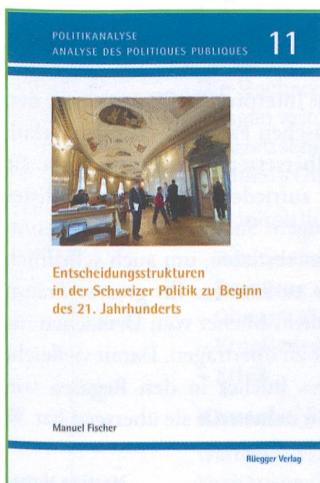 POLITIKANALYSE
ANALYSE DES POLITIQUES PUBLIQUES 11
Entscheidungsstrukturen
in der Schweizer Politik zu Beginn
des 21. Jahrhunderts
Manuel Fischer
Rüegger Verlag